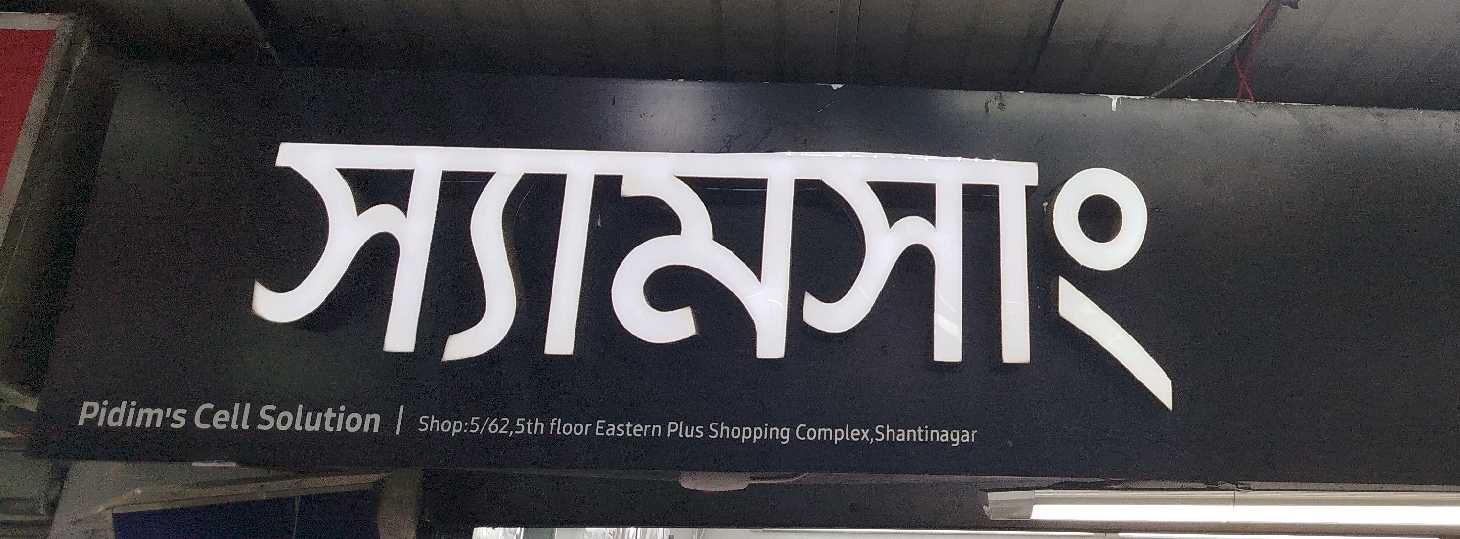 স্যামসাং
Pidim's Cell Solution | Shop:5/62,5th floor Eastern Plus Shopping Complex,Shantinagar